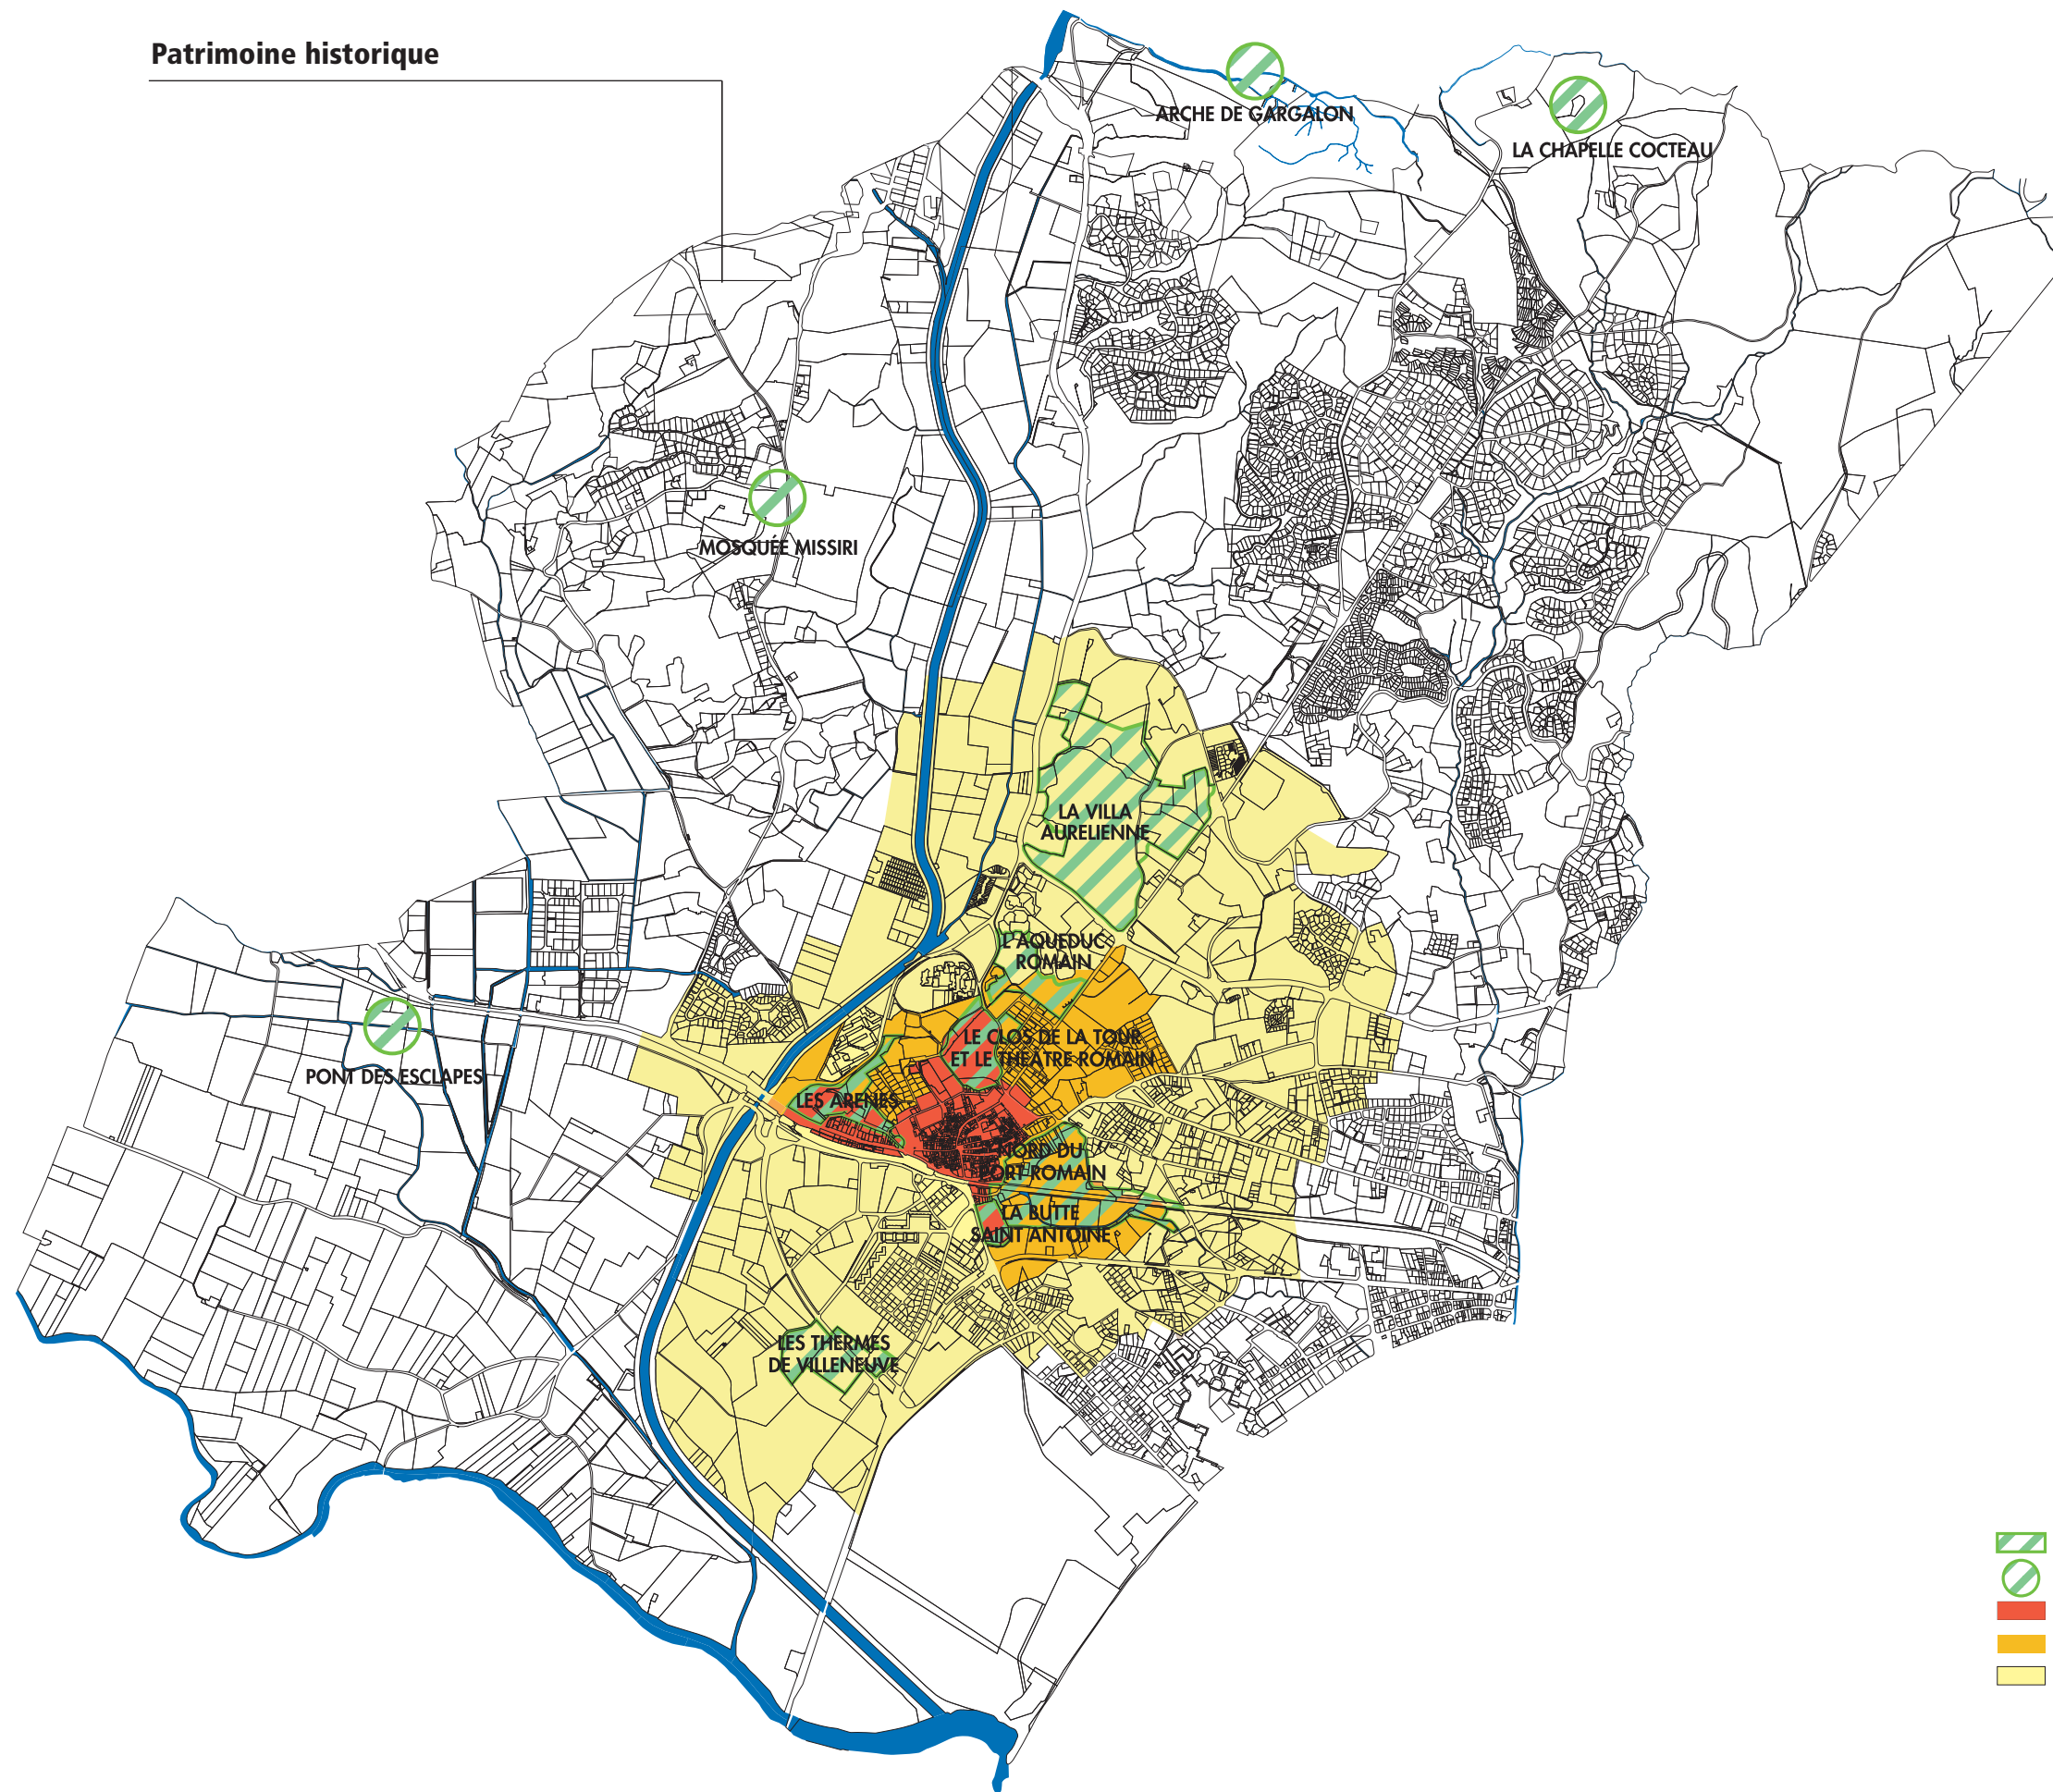 Patrimoine historique
ARCHE DE GARGALON
LA CHAPELLE COCTEAU
MOSQUÉE MISSIRI
LA VILLA
AURELIENNE
L'AQUEDUC
ROMAIN
LE CLOS DE LA TOUR
ET LE THEATRE ROMAIN
PONT DES ESCLAPES
LES ARENES
NORD DU
PORT ROMAIN
LA BUTTE
SAINT ANTOINE
LES THERMES
DE VILLENEUVE